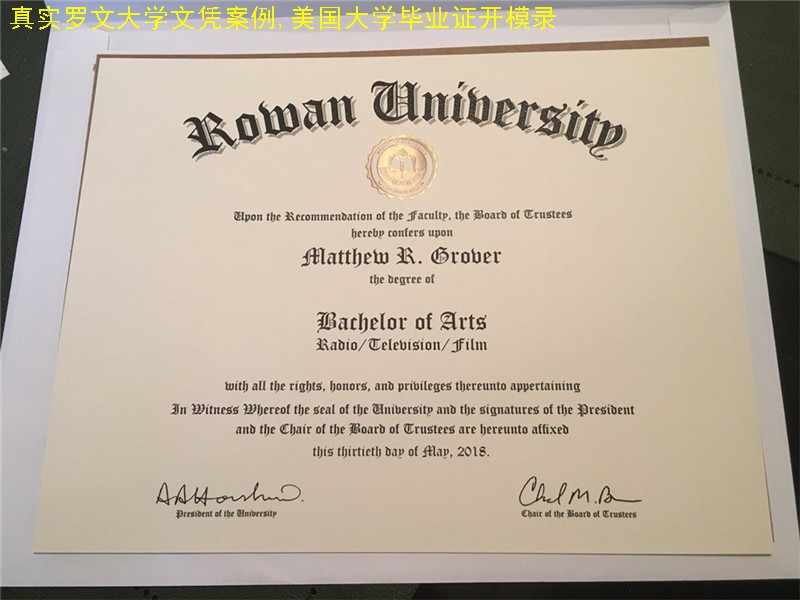 真实罗文大学文凭案例,美国大学毕业证开模录
Rowan University
Upon the Recommendation of the Faculty, the Board of Trustees
hereby confers upon
Matthew R. Grover
the degree of
Bachelor of Arts
Radio/Television/Film
with all the rights, honors, and privileges thereunto appertaining
In Witness Whereof the seal of the University and the signatures of the President
and the Chair of the Board of Trustees are hereunto affixed
this thirtieth day of May, 2018.
President of the University
Chair of the Board of Trustees